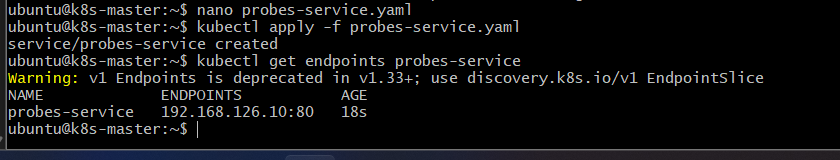 ubuntu@k8s-master:~$ nano probes-service.yaml
ubuntu@k8s-master:~$ kubectl apply -f probes-service.yaml
service/probes-service created
ubuntu@k8s-master:~$ kubectl get endpoints probes-service
Warning: v1 Endpoints is deprecated in v1.33+; use discovery.k8s.io/v1 EndpointSlice
NAME             ENDPOINTS           AGE
probes-service   192.168.126.10:80   18s
ubuntu@k8s-master:~$